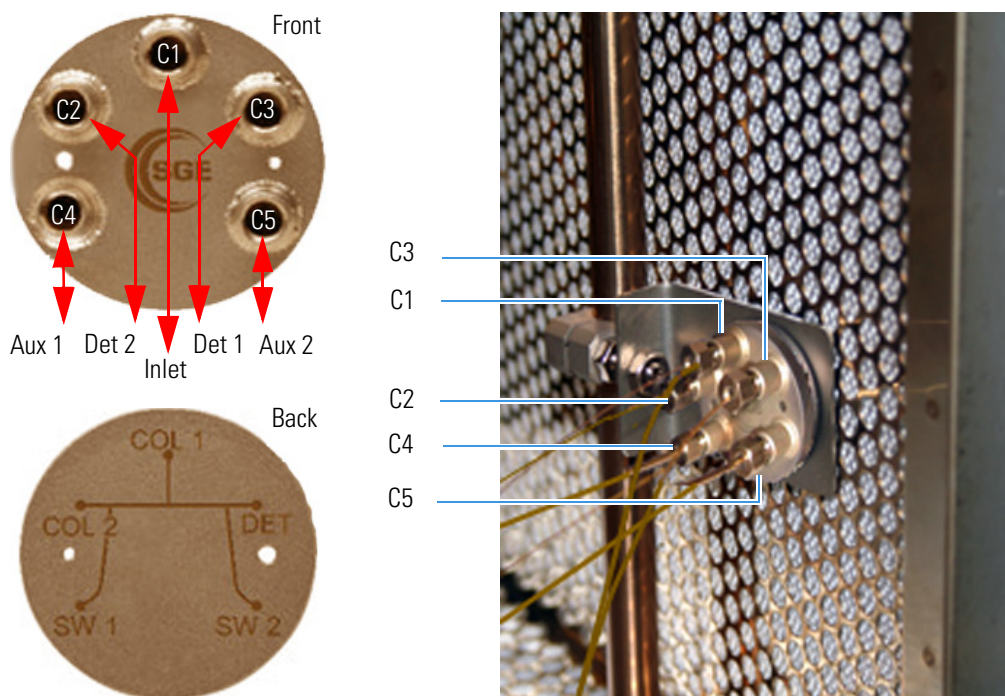 Front
C1
C2
C3
SGE
C4
C5
Aux 1
Det 2
Inlet
Det 1
Aux 2
Back
COL 1
COL 2
DET
SW 1
SW 2
C3
C1
C2
C4
C5